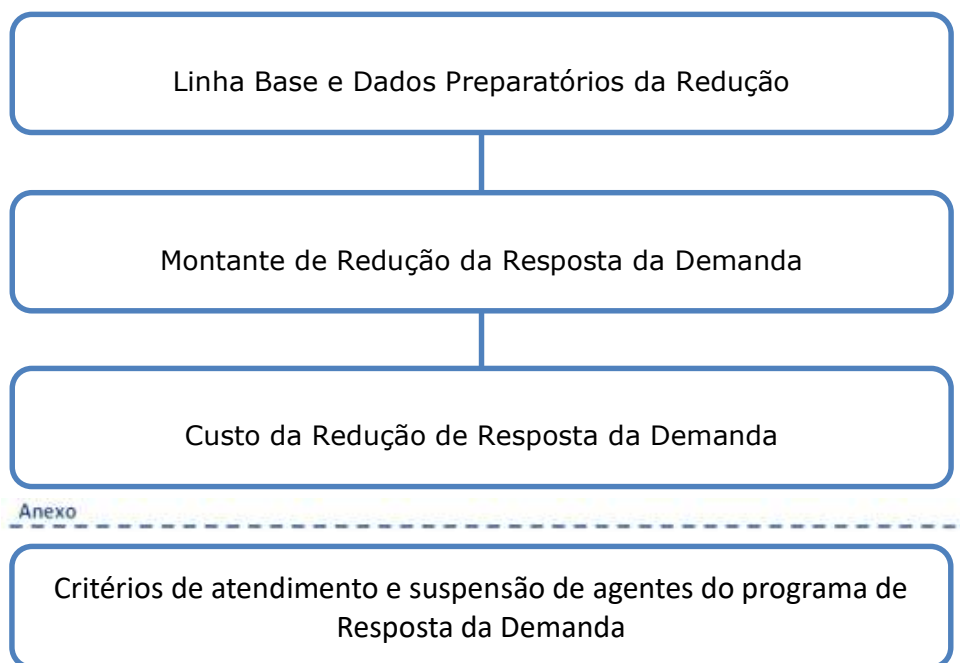 Linha Base e Dados Preparatórios da Redução
Montante de Redução da Resposta da Demanda
Custo da Redução de Resposta da Demanda
Anexo
Critérios de atendimento e suspensão de agentes do programa de
Resposta da Demanda